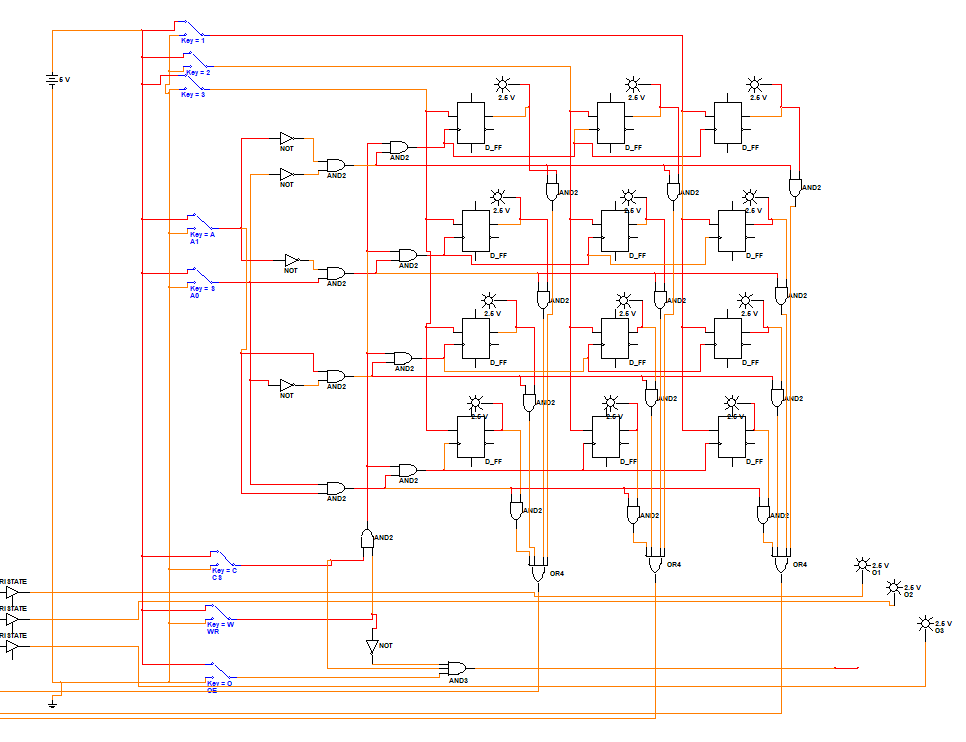 Key = 1
Key = 2
5 V
Key = 3
2.5 V
2.5 V
2.5 V
NOT
D_FF
D_FF
D_FF
AND2
AND2
NOT
AND2
AND2
AND2
2.5 V
2.5 V
2.5 V
Key = A
A1
D_FF
D_FF
D_FF
AND2
NOT
AND2
Key = S
A0
AND2
AND2
AND2
2.5 V
2.5 V
2.5 V
D_FF
D_FF
D_FF
AND2
AND2
NOT
AND2
AND2
AND2
2.5 V
2.5 V
2.5 V
D_FF
D_FF
D_FF
AND2
AND2
AND2
AND2
AND2
AND2
2.5 V
O1
OR4
OR4
OR4
Key = C
CS
RISTATE
2.5 V
O2
RISTATE
Key = W
WR
2.5 V
O3
RISTATE
NOT
AND3
Key = O
OE